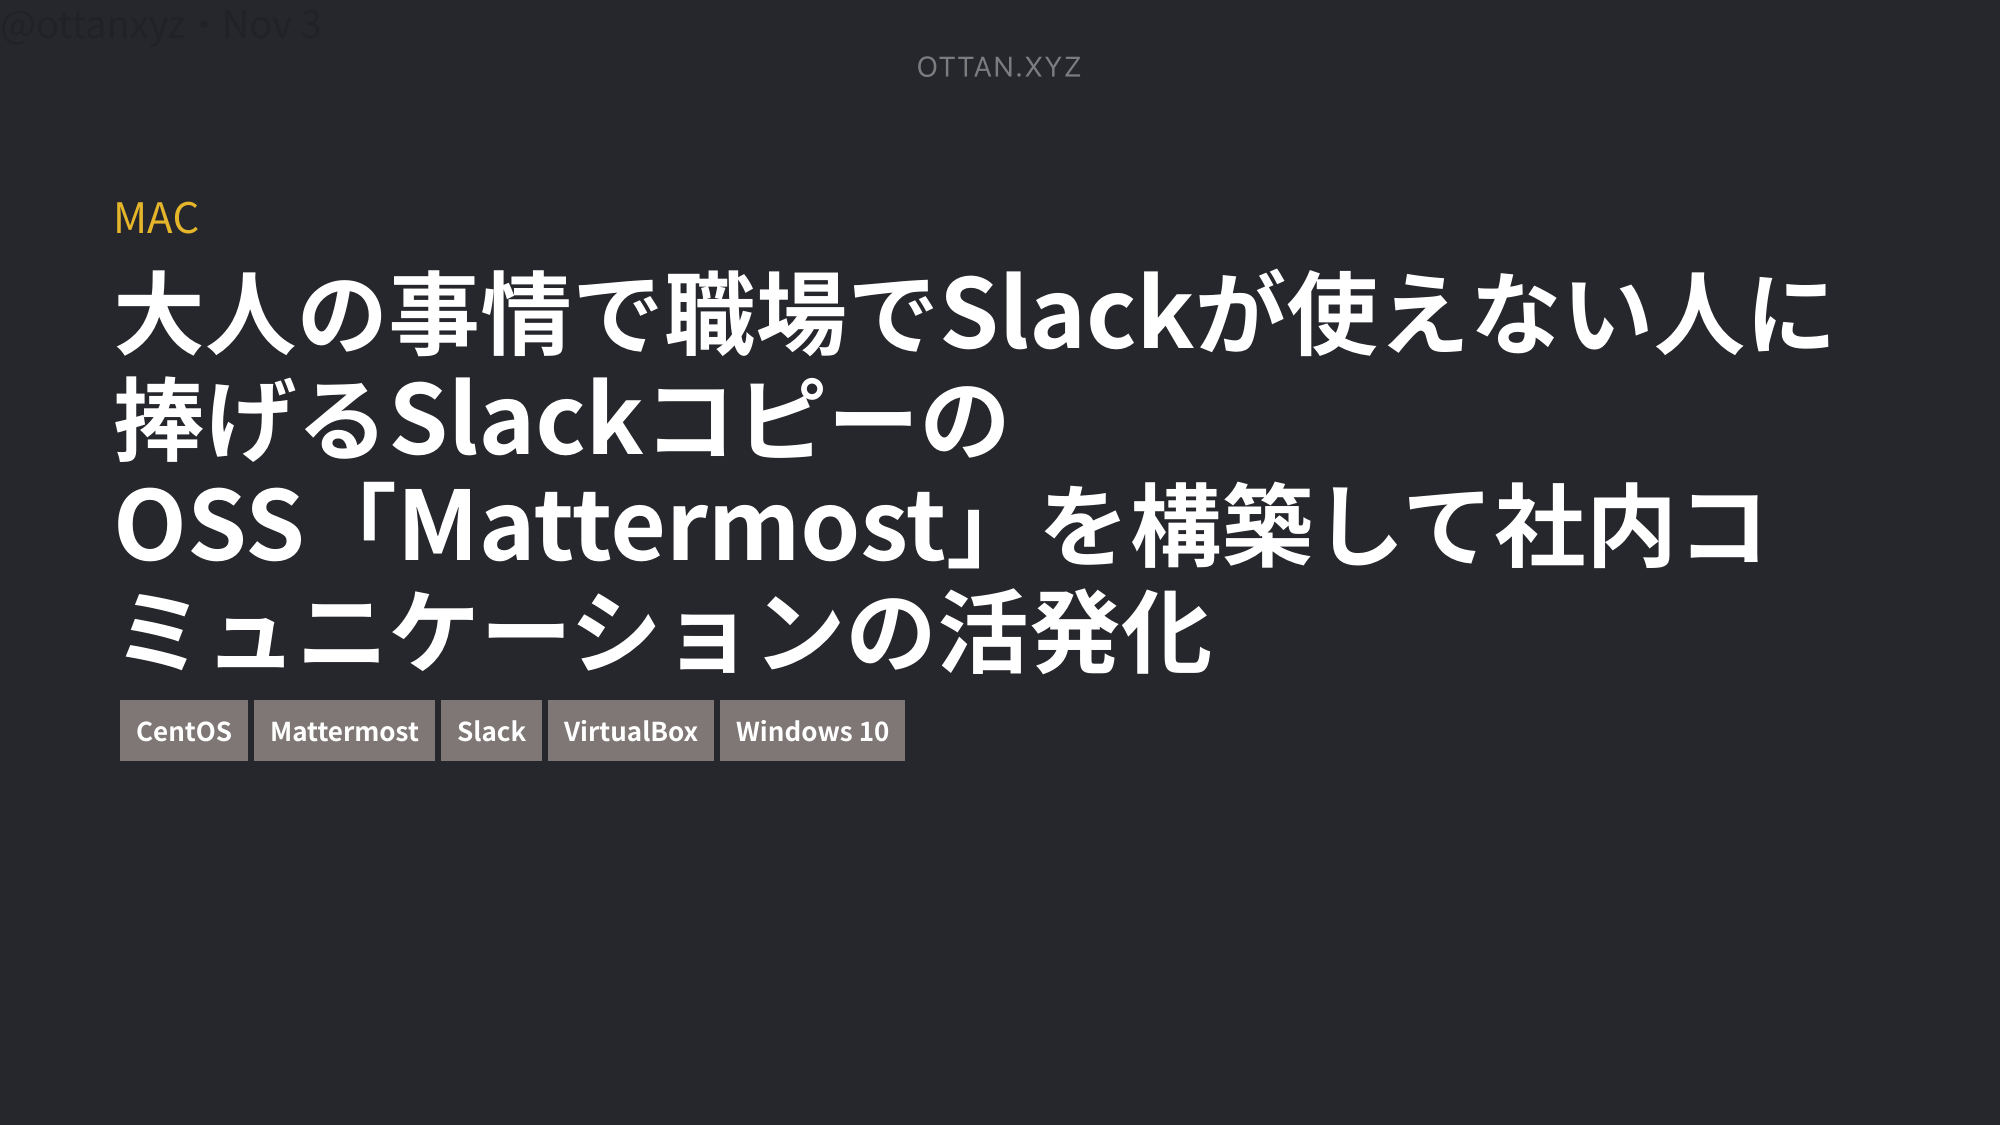 @ottanxyz・Nov 3
OTTAN.XYZ
MAC
大人の事情で職場でSlackが使えない人に
捧げるSlackコピーの
OSS「Mattermost」を構築して社内コ
ミュニケーションの活発化
CentOS Mattermost Slack VirtualBox Windows 10